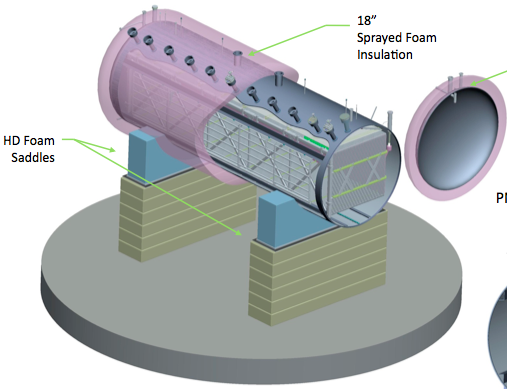 18”
Sprayed Foam
Insulation
HD Foam
Saddles